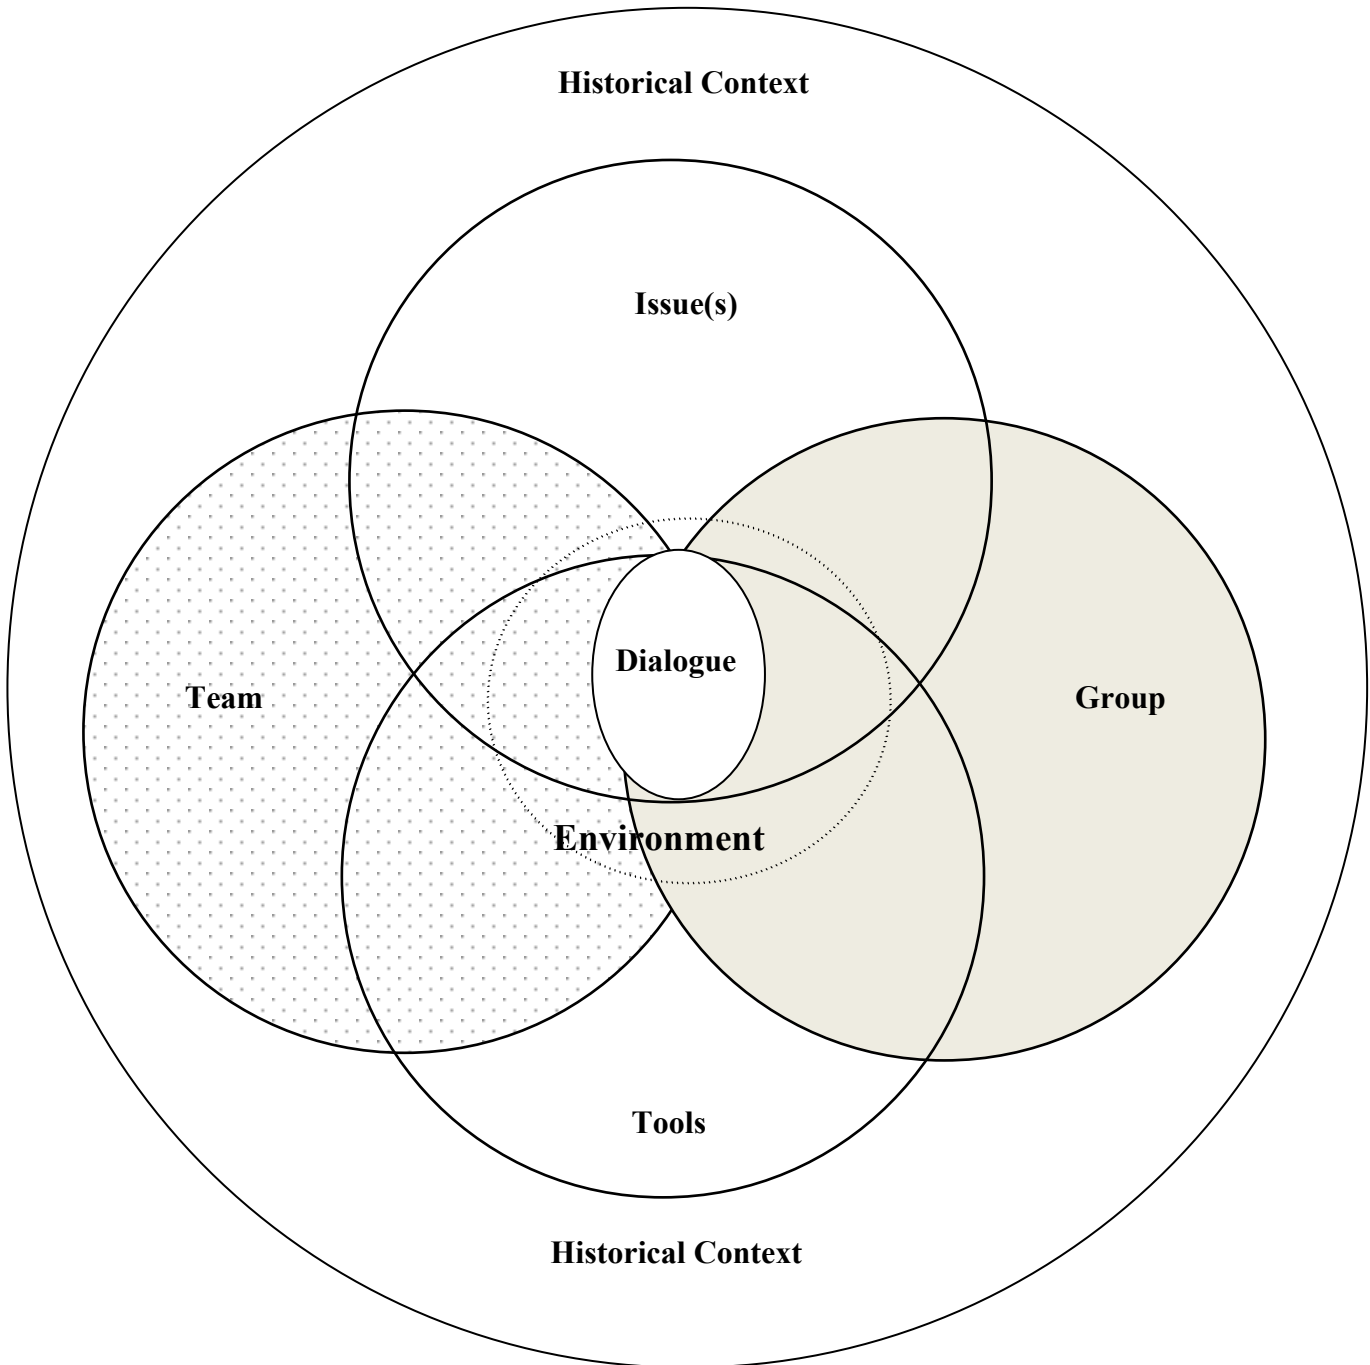 Historical Context
Issue(s)
Dialogue
Team
Group
Environment
Tools
Historical Context